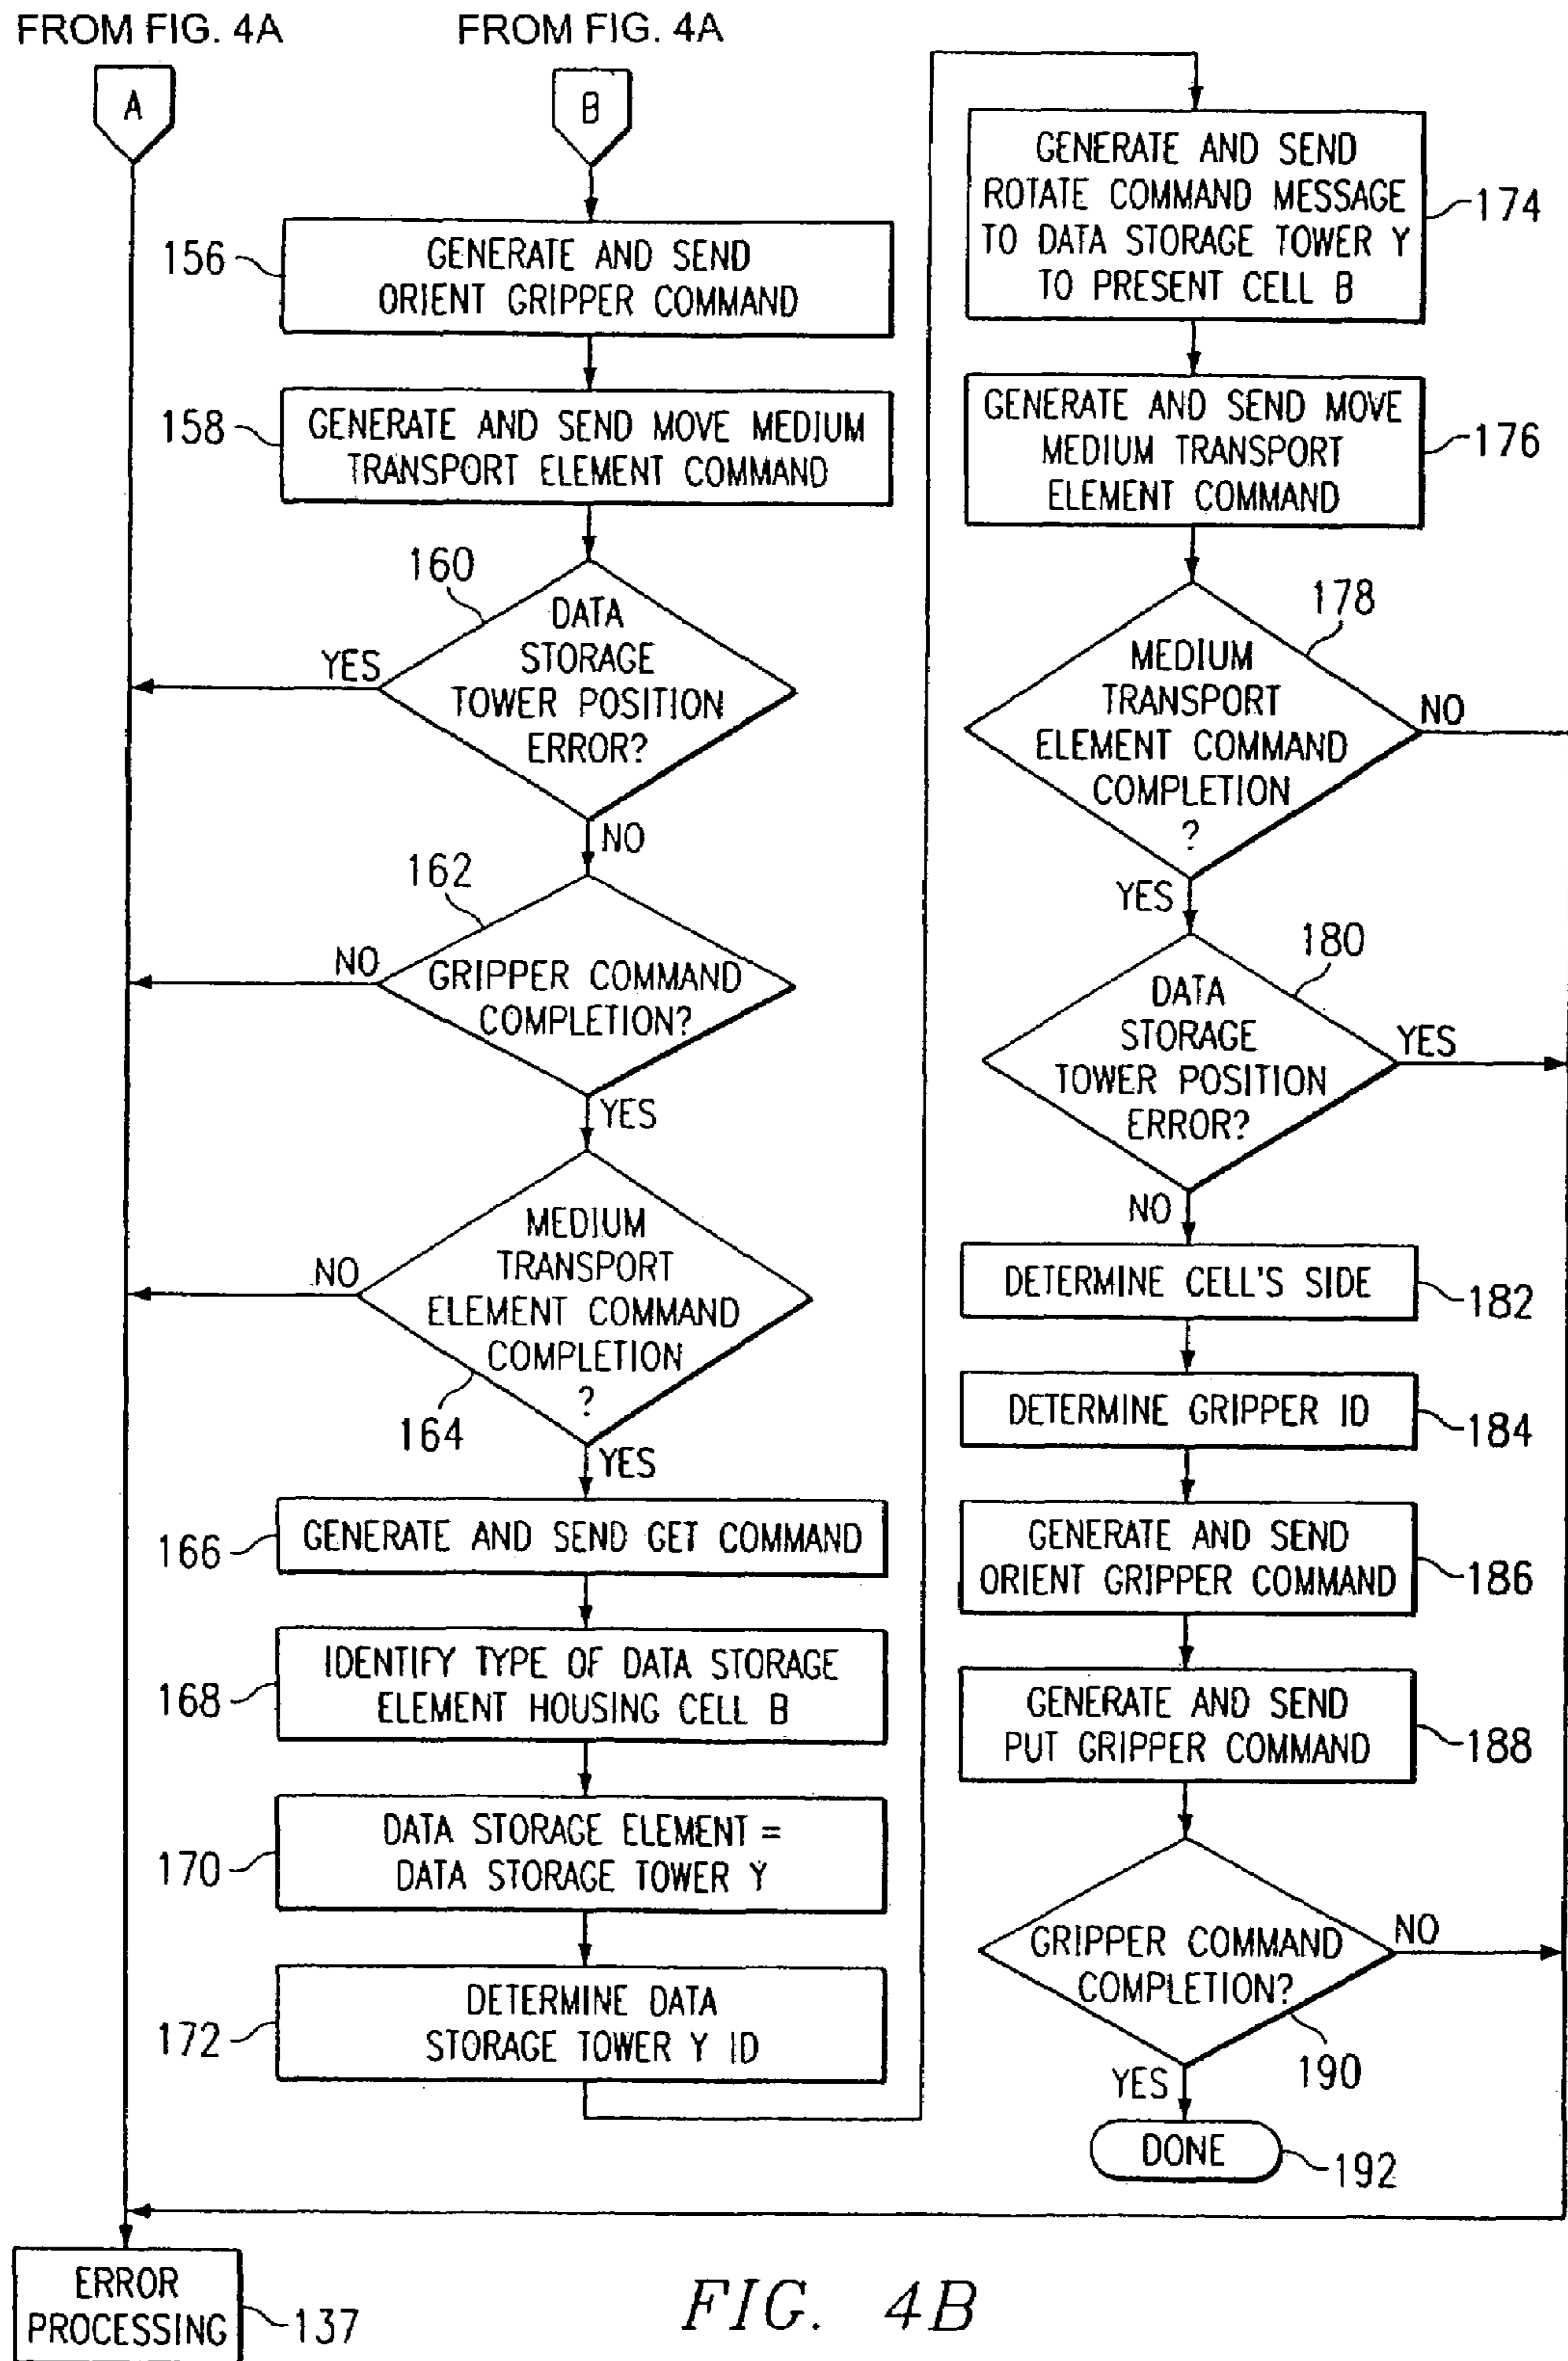 FROM FIG. 4A
FROM FIG. 4A
A
B
156
GENERATE AND SEND
ORIENT GRIPPER COMMAND
158
GENERATE AND SEND MOVE MEDIUM
TRANSPORT ELEMENT COMMAND
160
DATA
STORAGE
TOWER POSITION
ERROR?
YES
NO
162
GRIPPER COMMAND
COMPLETION?
NO
YES
MEDIUM
TRANSPORT
ELEMENT COMMAND
COMPLETION
?
NO
164
YES
166
GENERATE AND SEND GET COMMAND
168
IDENTIFY TYPE OF DATA STORAGE
ELEMENT HOUSING CELL B
170
DATA STORAGE ELEMENT =
DATA STORAGE TOWER Y
172
DETERMINE DATA
STORAGE TOWER Y ID
GENERATE AND SEND
ROTATE COMMAND MESSAGE
TO DATA STORAGE TOWER Y
TO PRESENT CELL B
174
GENERATE AND SEND MOVE
MEDIUM TRANSPORT
ELEMENT COMMAND
176
178
MEDIUM
TRANSPORT
ELEMENT COMMAND
COMPLETION
?
NO
YES
180
DATA
STORAGE
TOWER POSITION
ERROR?
YES
NO
DETERMINE CELL'S SIDE
182
DETERMINE GRIPPER ID
184
GENERATE AND SEND
ORIENT GRIPPER COMMAND
186
GENERATE AND SEND
PUT GRIPPER COMMAND
188
GRIPPER COMMAND
COMPLETION?
NO
190
YES
DONE
192
ERROR
PROCESSING
137
FIG. 4B